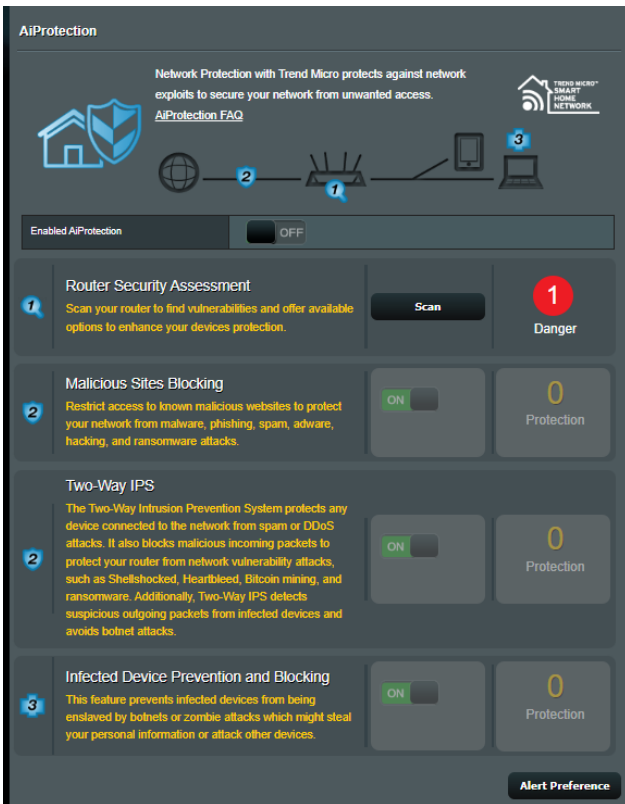 AiProtection
Network Protection with Trend Micro protects against network
exploits to secure your network from unwanted access.
AiProtection FAQ
TREND MICRO™
SMART
HOME
NETWORK
3
2
1
Enabled AiProtection
OFF
1
Router Security Assessment
Scan your router to find vulnerabilities and offer available
options to enhance your devices protection.
Scan
1
Danger
2
Malicious Sites Blocking
Restrict access to known malicious websites to protect
your network from malware, phishing, spam, adware,
hacking, and ransomware attacks.
ON
0
Protection
2
Two-Way IPS
The Two-Way Intrusion Prevention System protects any
device connected to the network from spam or DDoS
attacks. It also blocks malicious incoming packets to
protect your router from network vulnerability attacks,
such as Shellshocked, Heartbleed, Bitcoin mining, and
ransomware. Additionally, Two-Way IPS detects
suspicious outgoing packets from infected devices and
avoids botnet attacks.
ON
0
Protection
3
Infected Device Prevention and Blocking
This feature prevents infected devices from being
enslaved by botnets or zombie attacks which might steal
your personal information or attack other devices.
ON
0
Protection
Alert Preference